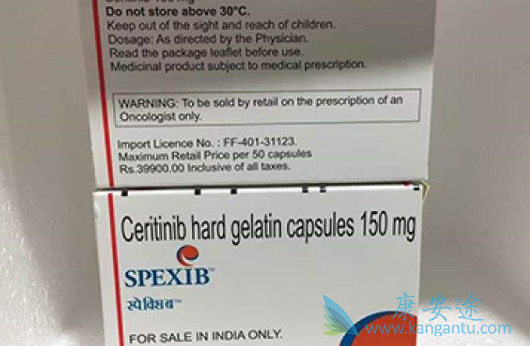 Do not store above 30°C.
Keep out of the sight and reach of children.
Dosage: As directed by the Physician.
Read the package leaflet before use.
Medicinal product subject to medical prescription.
WARNING: To be sold by retail on the prescription of an
Oncologist only.
Import Licence No. : FF-401-31123.
Maximum Retail Price per 50 capsules
Rs.39900.00 Inclusive of all taxes.
Ceritinib hard gelatin capsules 150 mg
SPEXIB™
स्पेक्सिब™
FOR SALE IN INDIA ONLY.
康安途
www.kangantu.com